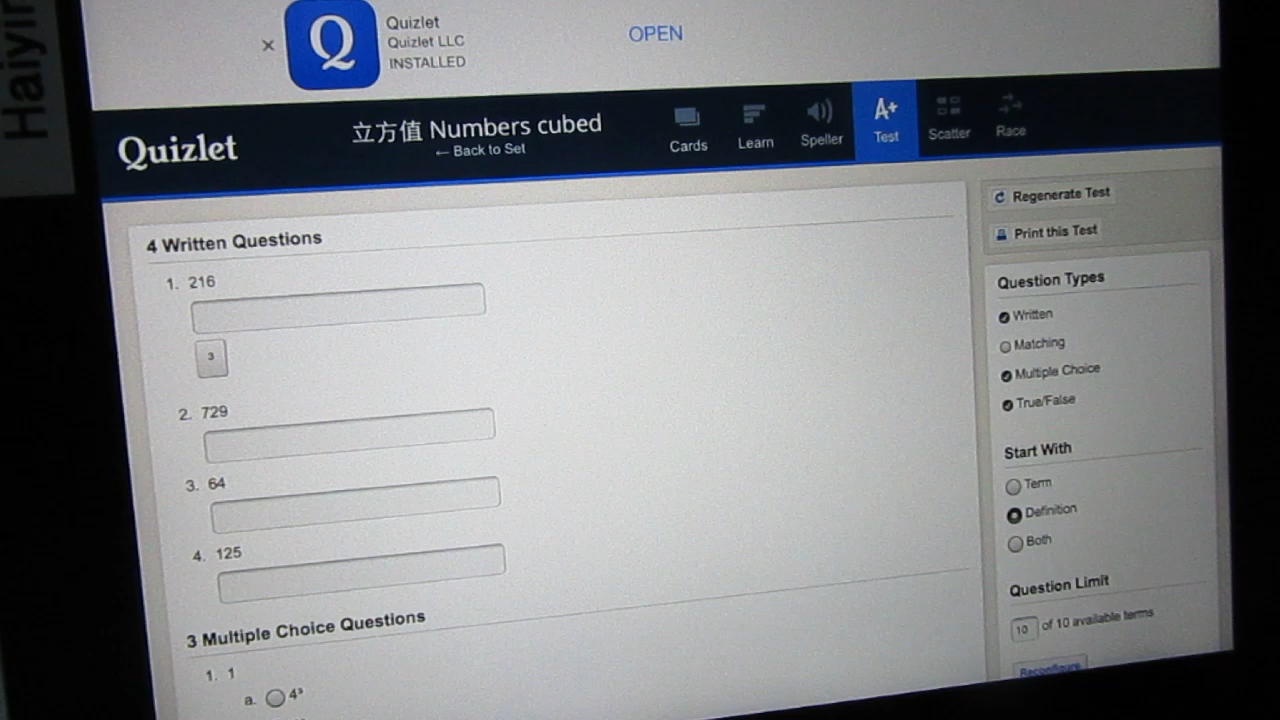 Haiyin
×
Q
Quizlet
Quizlet LLC
INSTALLED
OPEN
Quizlet
立方值 Numbers cubed
← Back to Set
Cards
Learn
Speller
A+
Test
Scatter
Race
4 Written Questions
1. 216
3
2. 729
3. 64
4. 125
3 Multiple Choice Questions
1. 1
a. 4³
Regenerate Test
Print this Test
Question Types
Written
Matching
Multiple Choice
True/False
Start With
Term
Definition
Both
Question Limit
10 of 10 available terms
Reconfigure